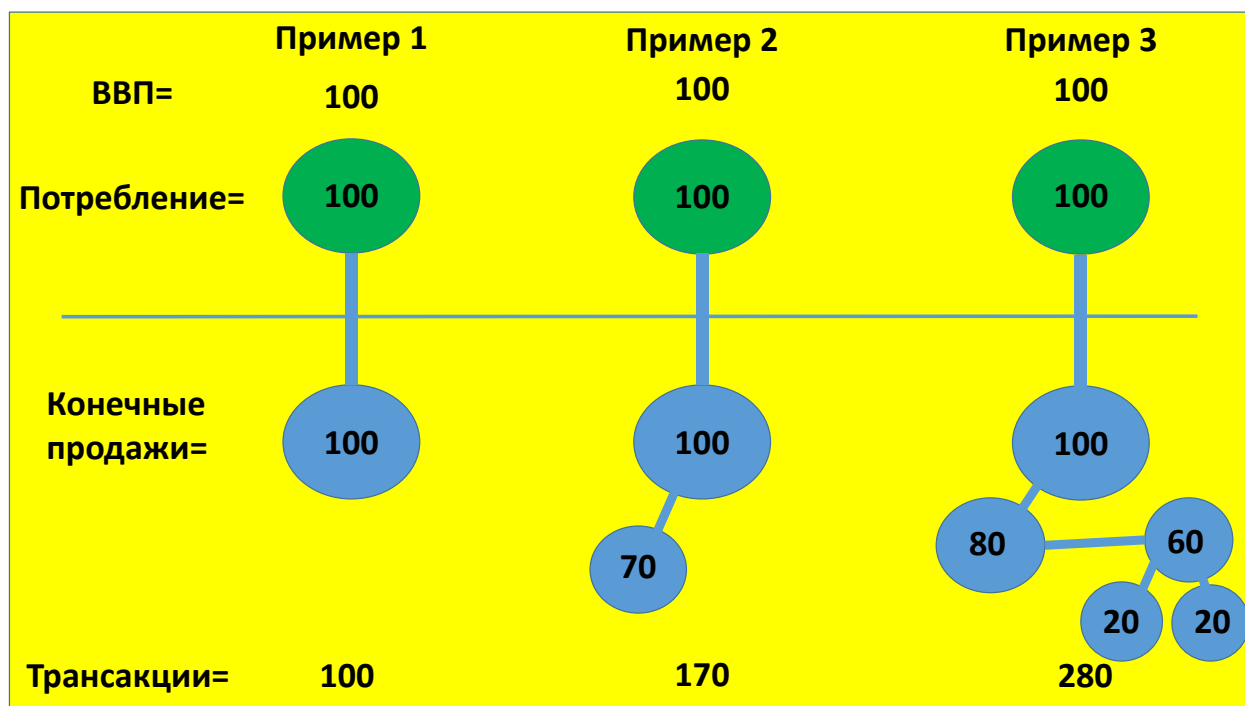 Пример 1 Пример 2 Пример 3
ВВП= 100 100 100
Потребление= 100 100 100
Конечные
продажи= 100 100 100
80 60
70
20 20
Трансакции= 100 170 280